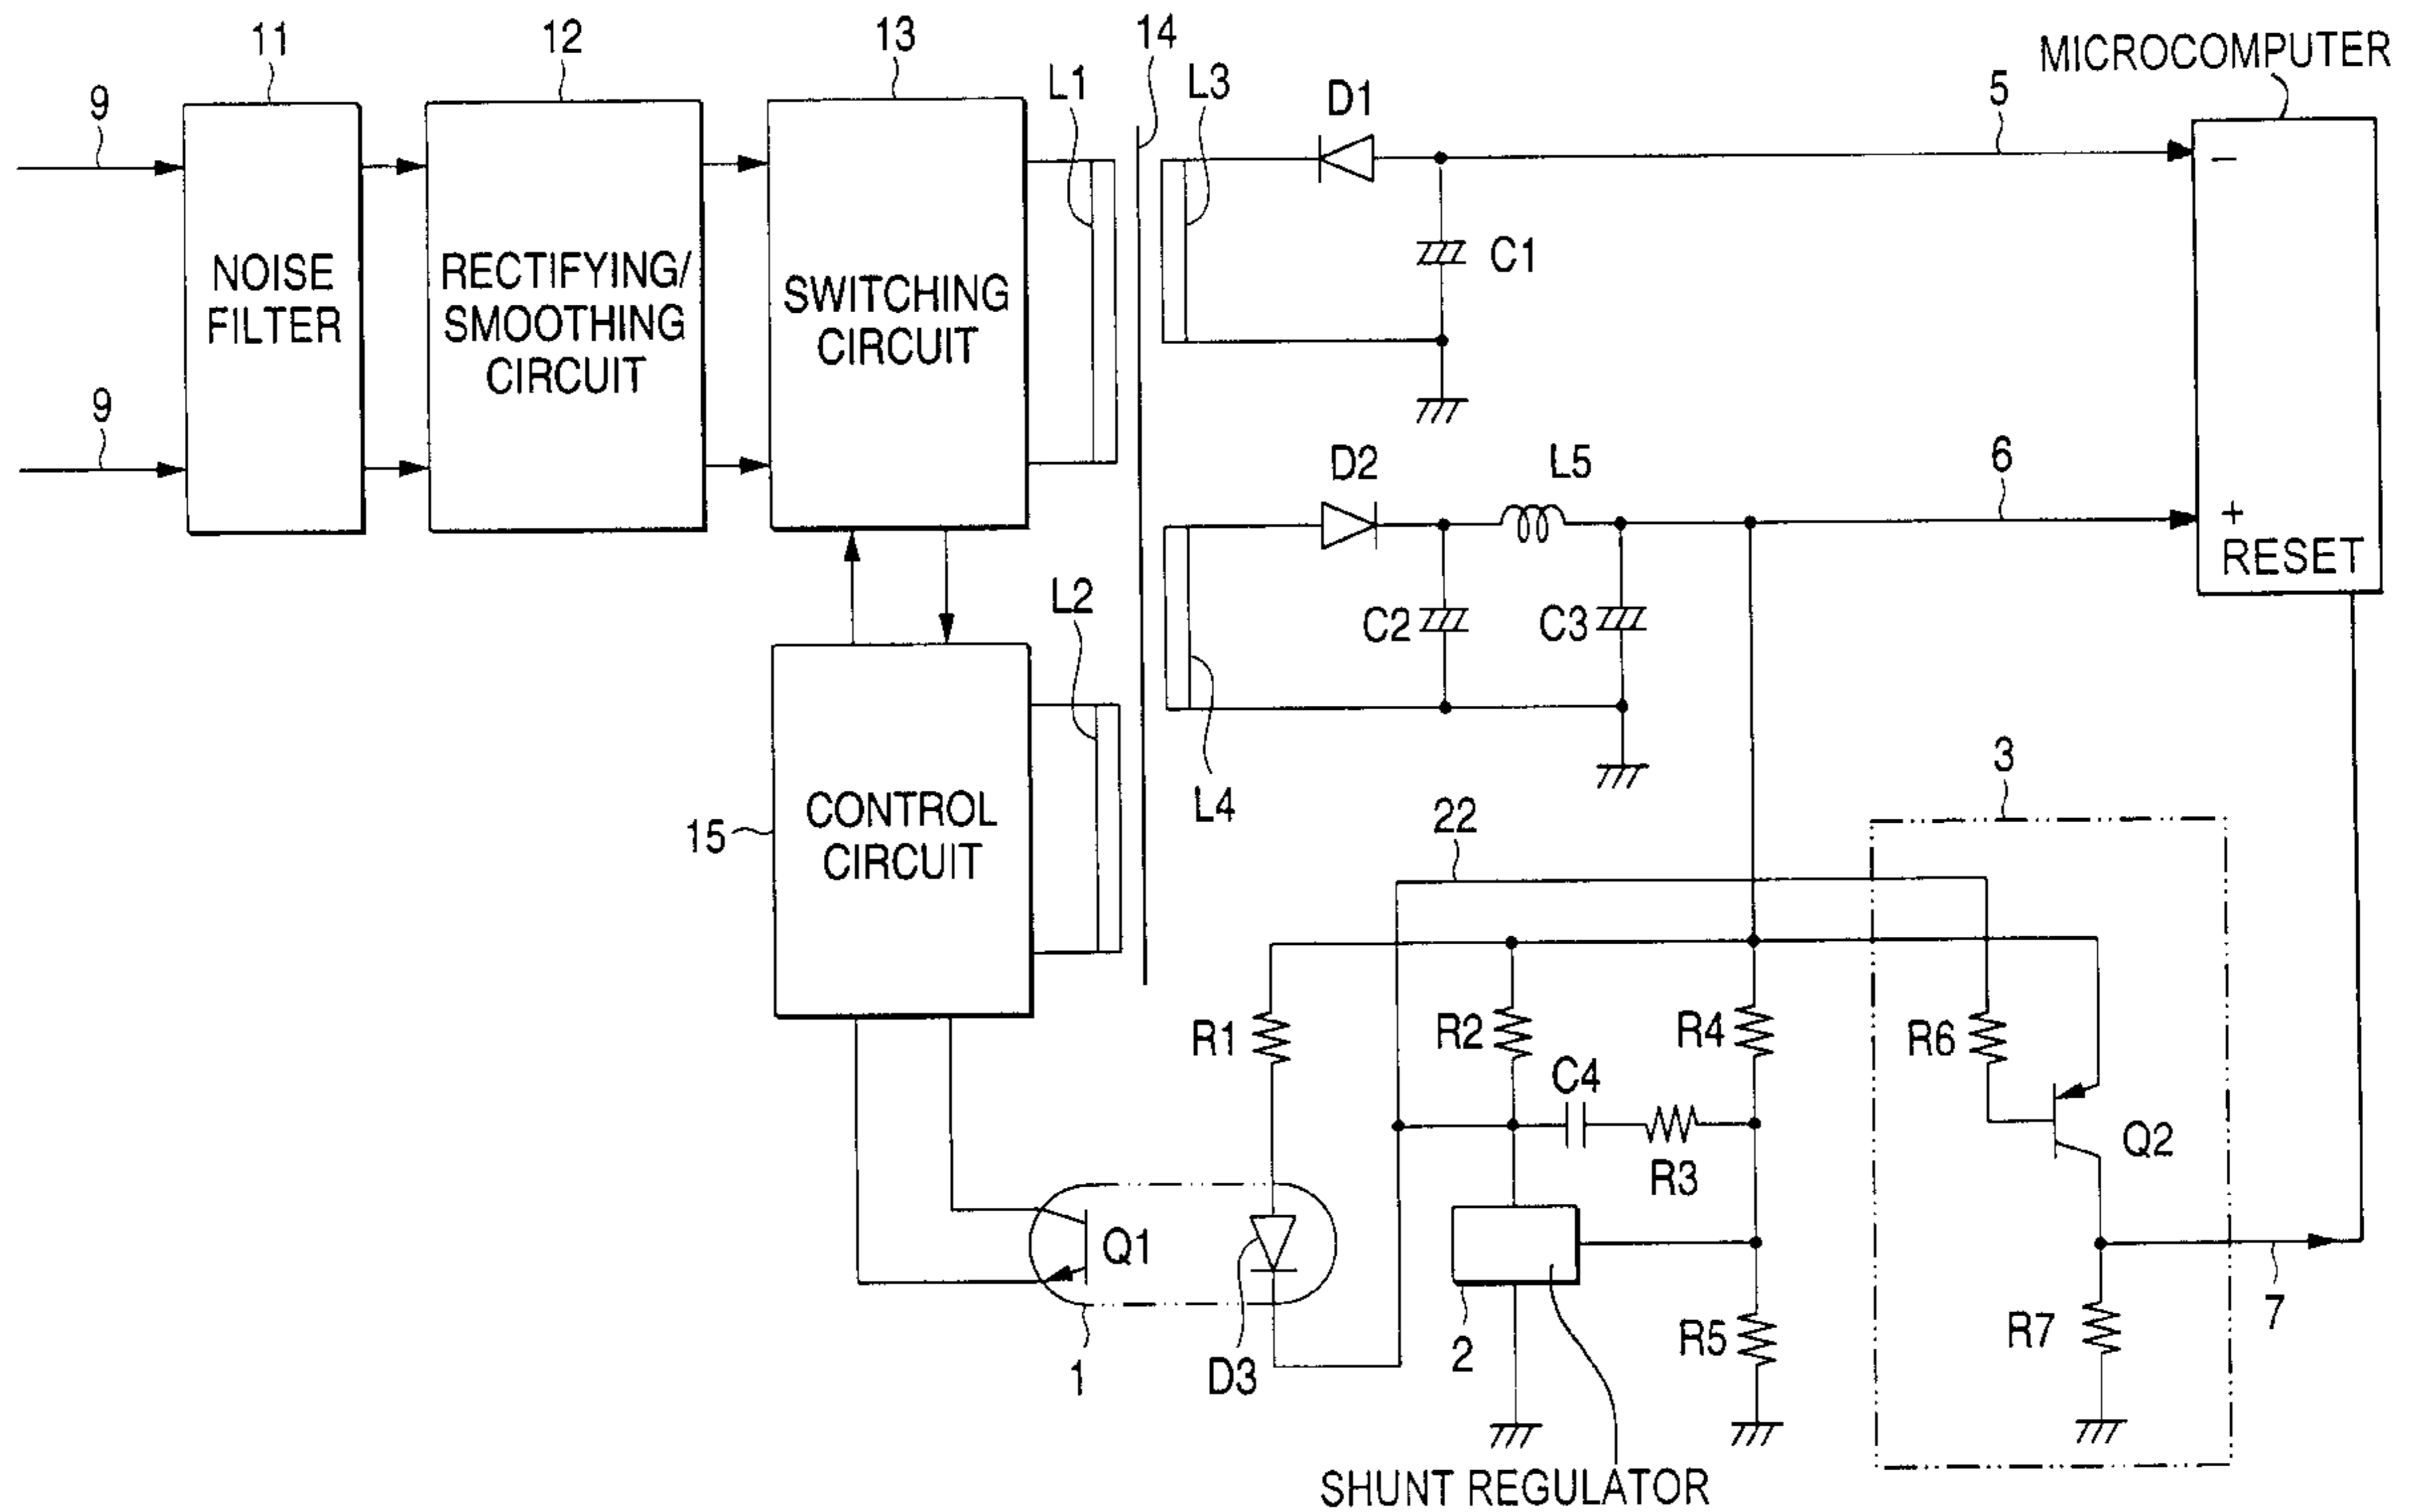 11
12
13
14
MICROCOMPUTER
9
L1
L3
D1
5
−
NOISE
FILTER
RECTIFYING/
SMOOTHING
CIRCUIT
SWITCHING
CIRCUIT
C1
9
D2
L5
6
+
RESET
L2
C2
C3
L4
3
15
CONTROL
CIRCUIT
22
R1
R2
R4
R6
C4
R3
Q2
Q1
D3
1
2
R5
R7
7
SHUNT REGULATOR